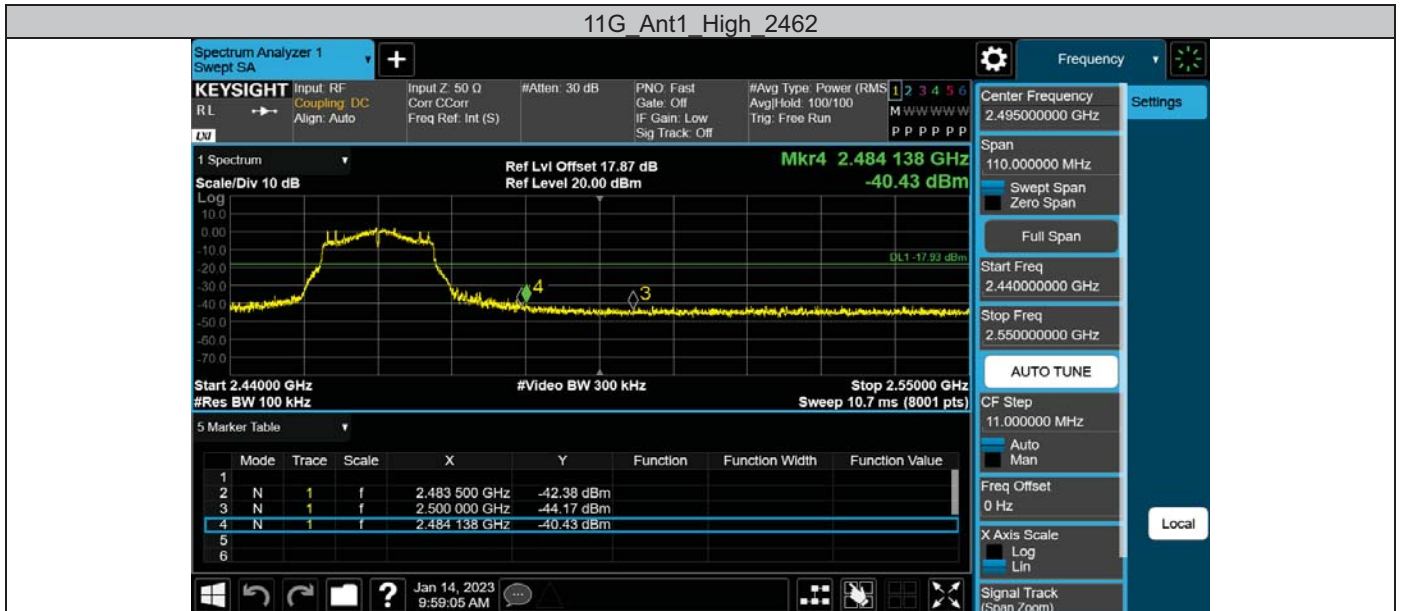 11G_Ant1_High_2462
Spectrum Analyzer 1
Swept SA
+
Frequency
KEYSIGHT
RL
LXI
Input: RF
Coupling: DC
Align: Auto
Input Z: 50 Ω
Corr CCorr
Freq Ref: Int (S)
#Atten: 30 dB
PNO: Fast
Gate: Off
IF Gain: Low
Sig Track: Off
#Avg Type: Power (RMS
Avg|Hold: 100/100
Trig: Free Run
1 2 3 4 5 6
M W W W W W
P P P P P P
Center Frequency
2.495000000 GHz
Settings
1 Spectrum
Scale/Div 10 dB
Ref Lvl Offset 17.87 dB
Ref Level 20.00 dBm
Mkr4 2.484 138 GHz
-40.43 dBm
Span
110.000000 MHz
Swept Span
Zero Span
Full Span
Log
10.0
0.00
-10.0
-20.0
-30.0
-40.0
-50.0
-60.0
-70.0
DL1 -17.93 dBm
4
3
Start Freq
2.440000000 GHz
Stop Freq
2.550000000 GHz
AUTO TUNE
Start 2.44000 GHz
#Res BW 100 kHz
#Video BW 300 kHz
Stop 2.55000 GHz
Sweep 10.7 ms (8001 pts)
CF Step
11.000000 MHz
Auto
Man
5 Marker Table
Mode Trace Scale X Y Function Function Width Function Value
1
2 N 1 f 2.483 500 GHz -42.38 dBm
3 N 1 f 2.500 000 GHz -44.17 dBm
4 N 1 f 2.484 138 GHz -40.43 dBm
5
6
Freq Offset
0 Hz
X Axis Scale
Log
Lin
Local
Signal Track
(Span Zoom)
?
Jan 14, 2023
9:59:05 AM